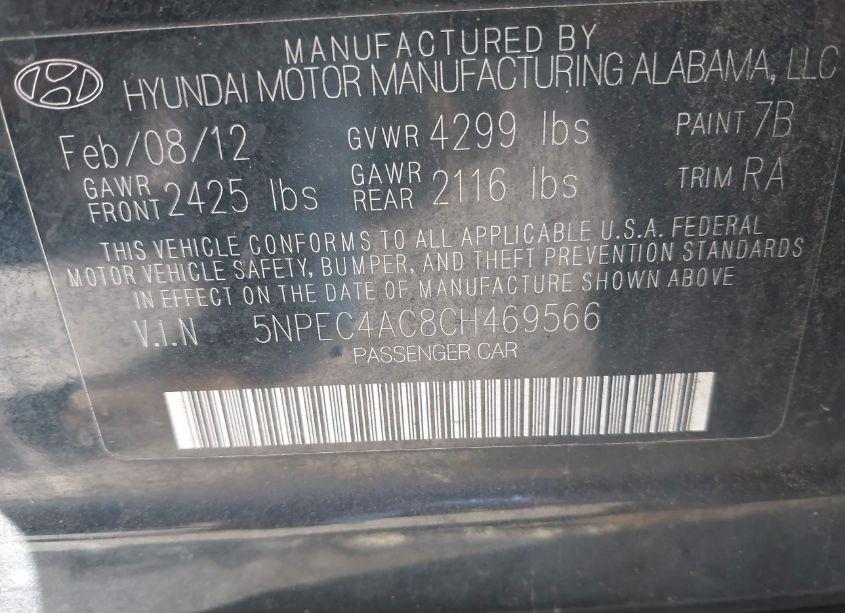 MANUFACTURED BY
HYUNDAI MOTOR MANUFACTURING ALABAMA, LLC
Feb/08/12 GVWR 4299 lbs PAINT 7B
GAWR FRONT 2425 lbs GAWR REAR 2116 lbs TRIM RA
THIS VEHICLE CONFORMS TO ALL APPLICABLE U.S.A. FEDERAL
MOTOR VEHICLE SAFETY, BUMPER, AND THEFT PREVENTION STANDARDS
IN EFFECT ON THE DATE OF MANUFACTURE SHOWN ABOVE
V.I.N 5NPEC4AC8CH469566
PASSENGER CAR